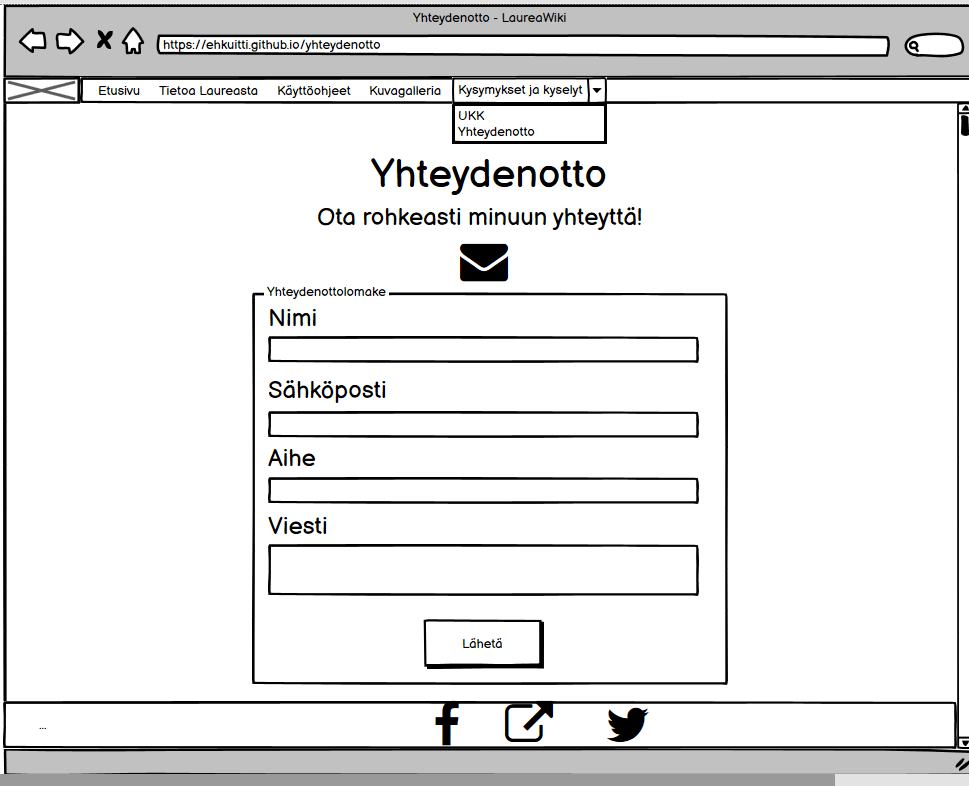 Yhteydenotto - LaureaWiki
https://ehkuitti.github.io/yhteydenotto
Etusivu Tietoa Laureasta Käyttöohjeet Kuvagalleria Kysymykset ja kyselyt
UKK
Yhteydenotto
Yhteydenotto
Ota rohkeasti minuun yhteyttä!
Yhteydenottolomake
Nimi
Sähköposti
Aihe
Viesti
Lähetä
...